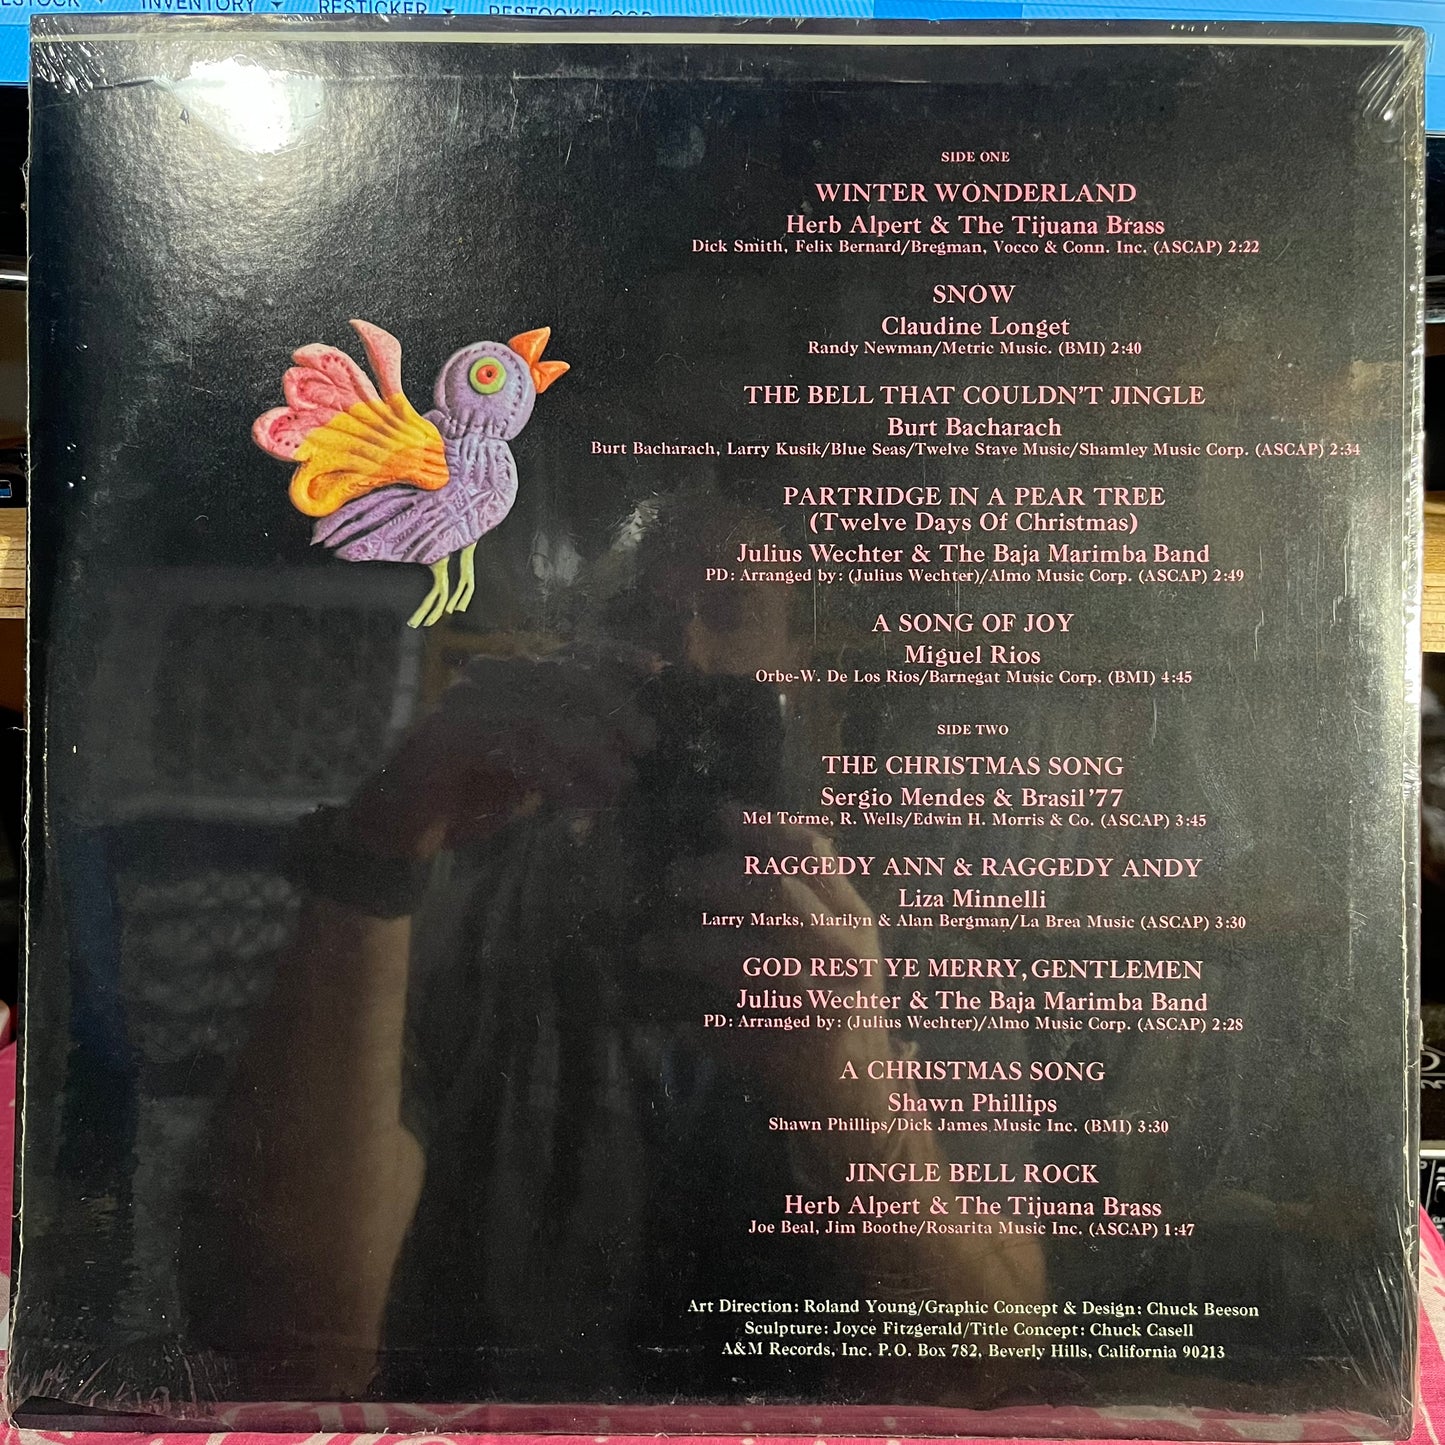 INVENTORY
RESTICKER
SIDE ONE
WINTER WONDERLAND
Herb Alpert & The Tijuana Brass
Dick Smith, Felix Bernard/Bregman, Vocco & Conn. Inc. (ASCAP) 2:22
SNOW
Claudine Longet
Randy Newman/Metric Music. (BMI) 2:40
THE BELL THAT COULDN'T JINGLE
Burt Bacharach
Burt Bacharach, Larry Kusik/Blue Seas/Twelve Stave Music/Shamley Music Corp. (ASCAP) 2:34
PARTRIDGE IN A PEAR TREE
(Twelve Days Of Christmas)
Julius Wechter & The Baja Marimba Band
PD: Arranged by: (Julius Wechter)/Almo Music Corp. (ASCAP) 2:49
A SONG OF JOY
Miguel Rios
Orbe-W. De Los Rios/Barnegat Music Corp. (BMI) 4:45
SIDE TWO
THE CHRISTMAS SONG
Sergio Mendes & Brasil '77
Mel Torme, R. Wells/Edwin H. Morris & Co. (ASCAP) 3:45
RAGGEDY ANN & RAGGEDY ANDY
Liza Minnelli
Larry Marks, Marilyn & Alan Bergman/La Brea Music (ASCAP) 3:30
GOD REST YE MERRY, GENTLEMEN
Julius Wechter & The Baja Marimba Band
PD: Arranged by: (Julius Wechter)/Almo Music Corp. (ASCAP) 2:28
A CHRISTMAS SONG
Shawn Phillips
Shawn Phillips/Dick James Music Inc. (BMI) 3:30
JINGLE BELL ROCK
Herb Alpert & The Tijuana Brass
Joe Beal, Jim Boothe/Rosarita Music Inc. (ASCAP) 1:47
Art Direction: Roland Young/Graphic Concept & Design: Chuck Beeson
Sculpture: Joyce Fitzgerald/Title Concept: Chuck Casell
A&M Records, Inc. P.O. Box 782, Beverly Hills, California 90213